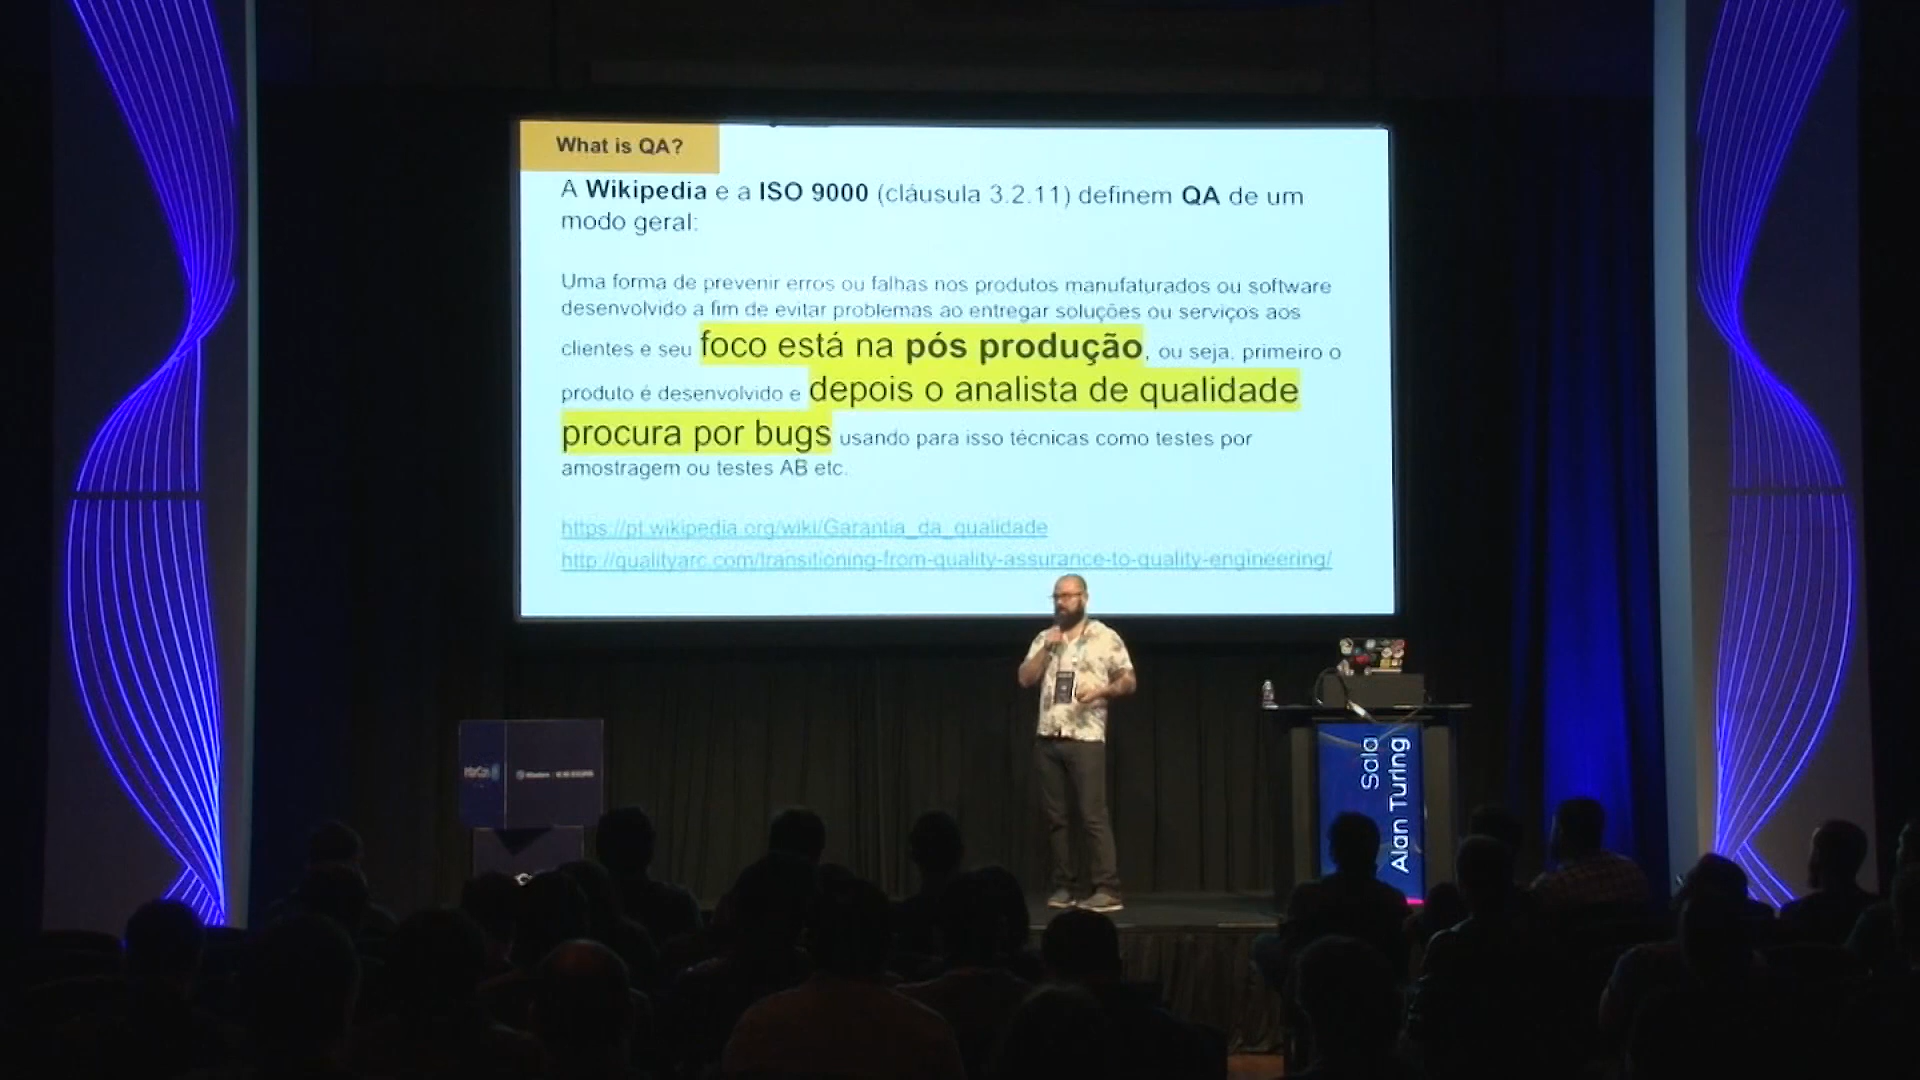 What is QA?
A Wikipedia e a ISO 9000 (cláusula 3.2.11) definem QA de um
modo geral:
Uma forma de prevenir erros ou falhas nos produtos manufaturados ou software
desenvolvido a fim de evitar problemas ao entregar soluções ou serviços aos
clientes e seu foco está na pós produção, ou seja, primeiro o
produto é desenvolvido e depois o analista de qualidade
procura por bugs usando para isso técnicas como testes por
amostragem ou testes AB etc.
https://pt.wikipedia.org/wiki/Garantia_da_qualidade
http://qualityarc.com/transitioning-from-quality-assurance-to-quality-engineering/
Sala
Alan Turing